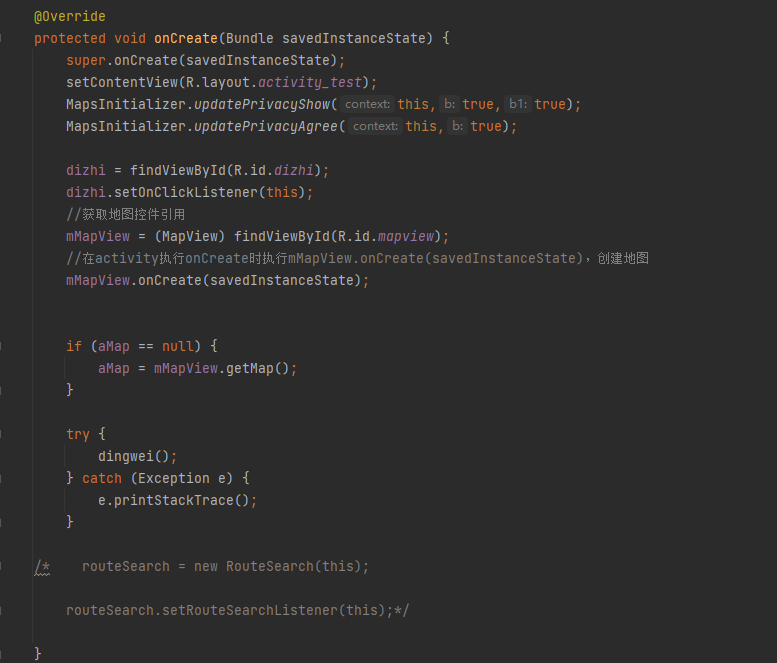 @Override
protected void onCreate(Bundle savedInstanceState) {
super.onCreate(savedInstanceState);
setContentView(R.layout.activity_test);
MapsInitializer.updatePrivacyShow( context: this, b: true, b1: true);
MapsInitializer.updatePrivacyAgree( context: this, b: true);
dizhi = findViewById(R.id.dizhi);
dizhi.setOnClickListener(this);
//获取地图控件引用
mMapView = (MapView) findViewById(R.id.mapview);
//在activity执行onCreate时执行mMapView.onCreate(savedInstanceState)，创建地图
mMapView.onCreate(savedInstanceState);
if (aMap == null) {
aMap = mMapView.getMap();
}
try {
dingwei();
} catch (Exception e) {
e.printStackTrace();
}
/* routeSearch = new RouteSearch(this);
routeSearch.setRouteSearchListener(this);*/
}